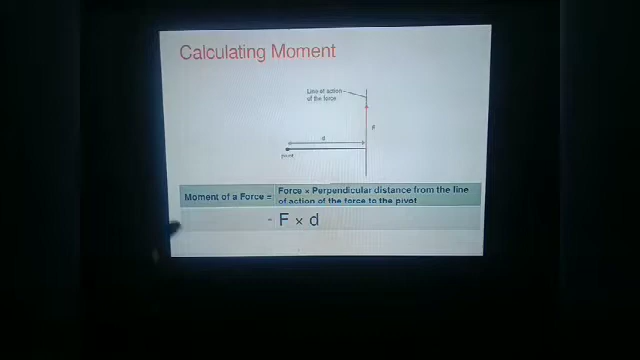 Calculating Moment
Line of action
of the force
F
d
pivot
Moment of a Force =
Force × Perpendicular distance from the line
of action of the force to the pivot
= F × d